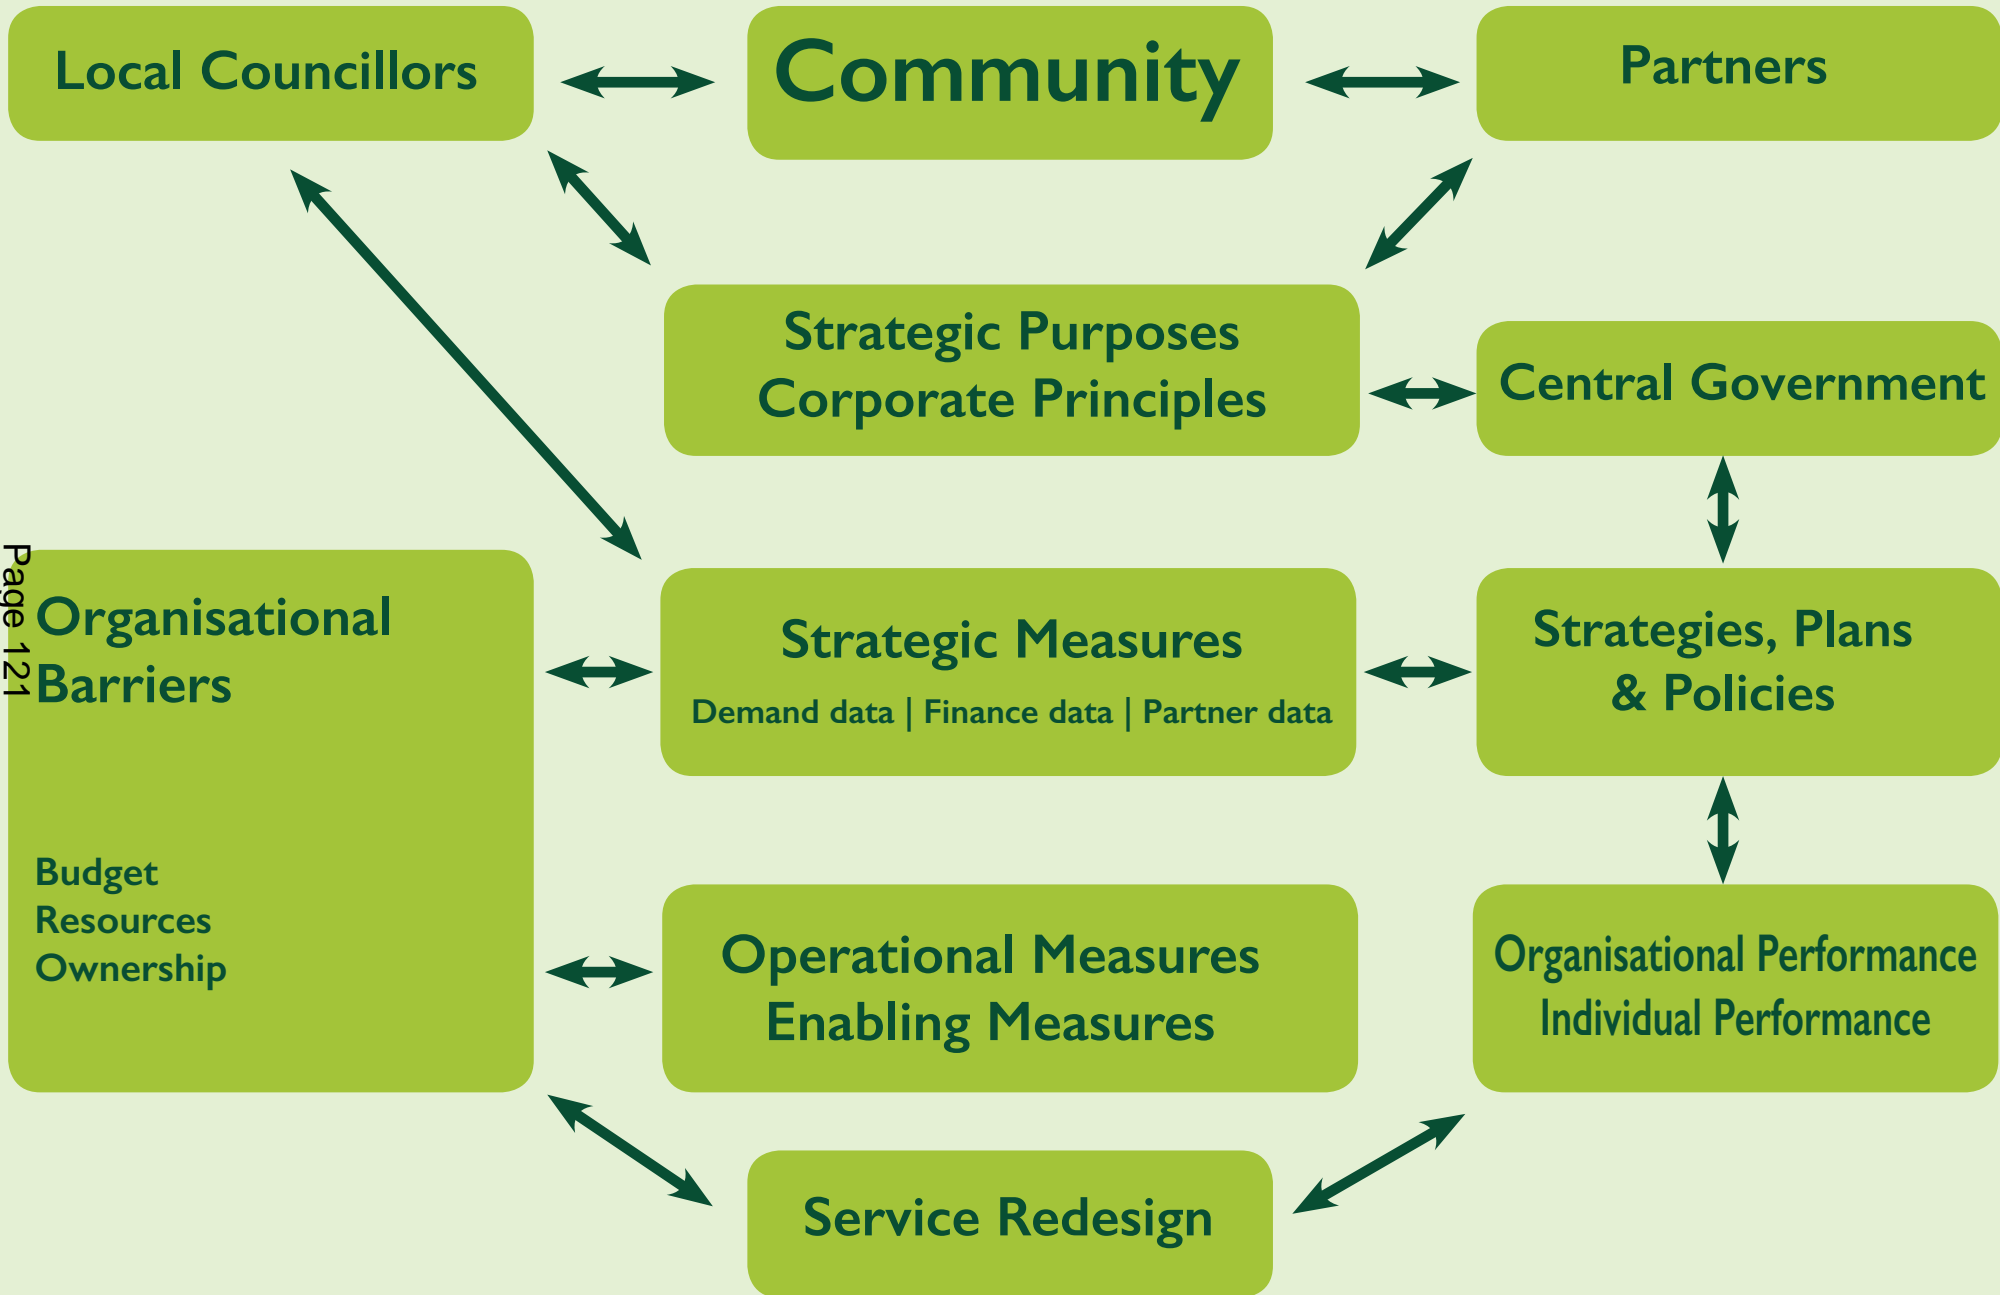 Local Councillors
Community
Partners
Strategic Purposes
Corporate Principles
Central Government
Page 121
Organisational
Barriers
Budget
Resources
Ownership
Strategic Measures
Demand data | Finance data | Partner data
Strategies, Plans
& Policies
Operational Measures
Enabling Measures
Organisational Performance
Individual Performance
Service Redesign